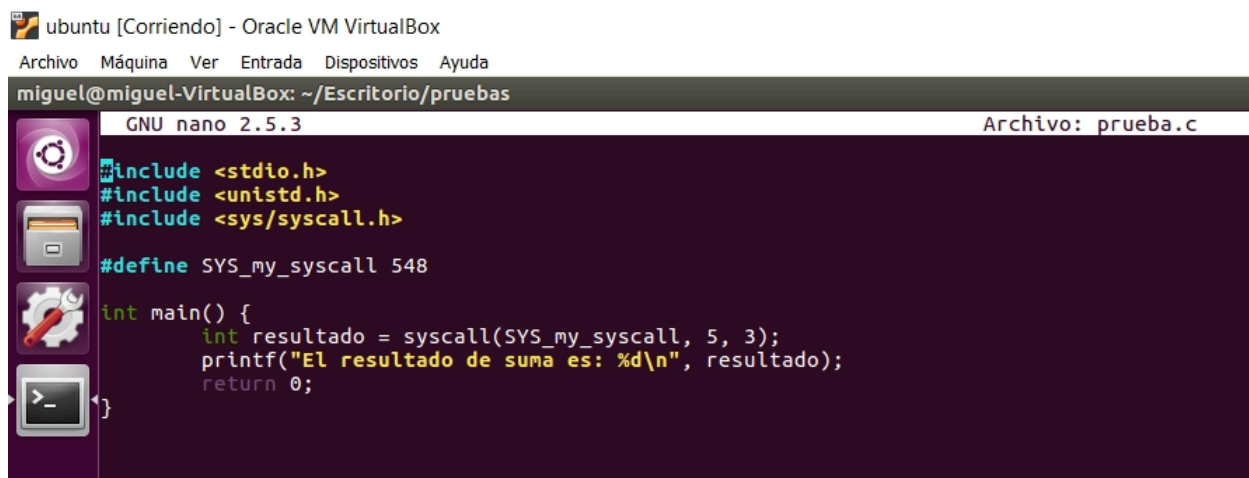 ubuntu [Corriendo] - Oracle VM VirtualBox
Archivo Máquina Ver Entrada Dispositivos Ayuda
miguel@miguel-VirtualBox: ~/Escritorio/pruebas
GNU nano 2.5.3 Archivo: prueba.c
#include <stdio.h>
#include <unistd.h>
#include <sys/syscall.h>
#define SYS_my_syscall 548
int main() {
int resultado = syscall(SYS_my_syscall, 5, 3);
printf("El resultado de suma es: %d\n", resultado);
return 0;
}